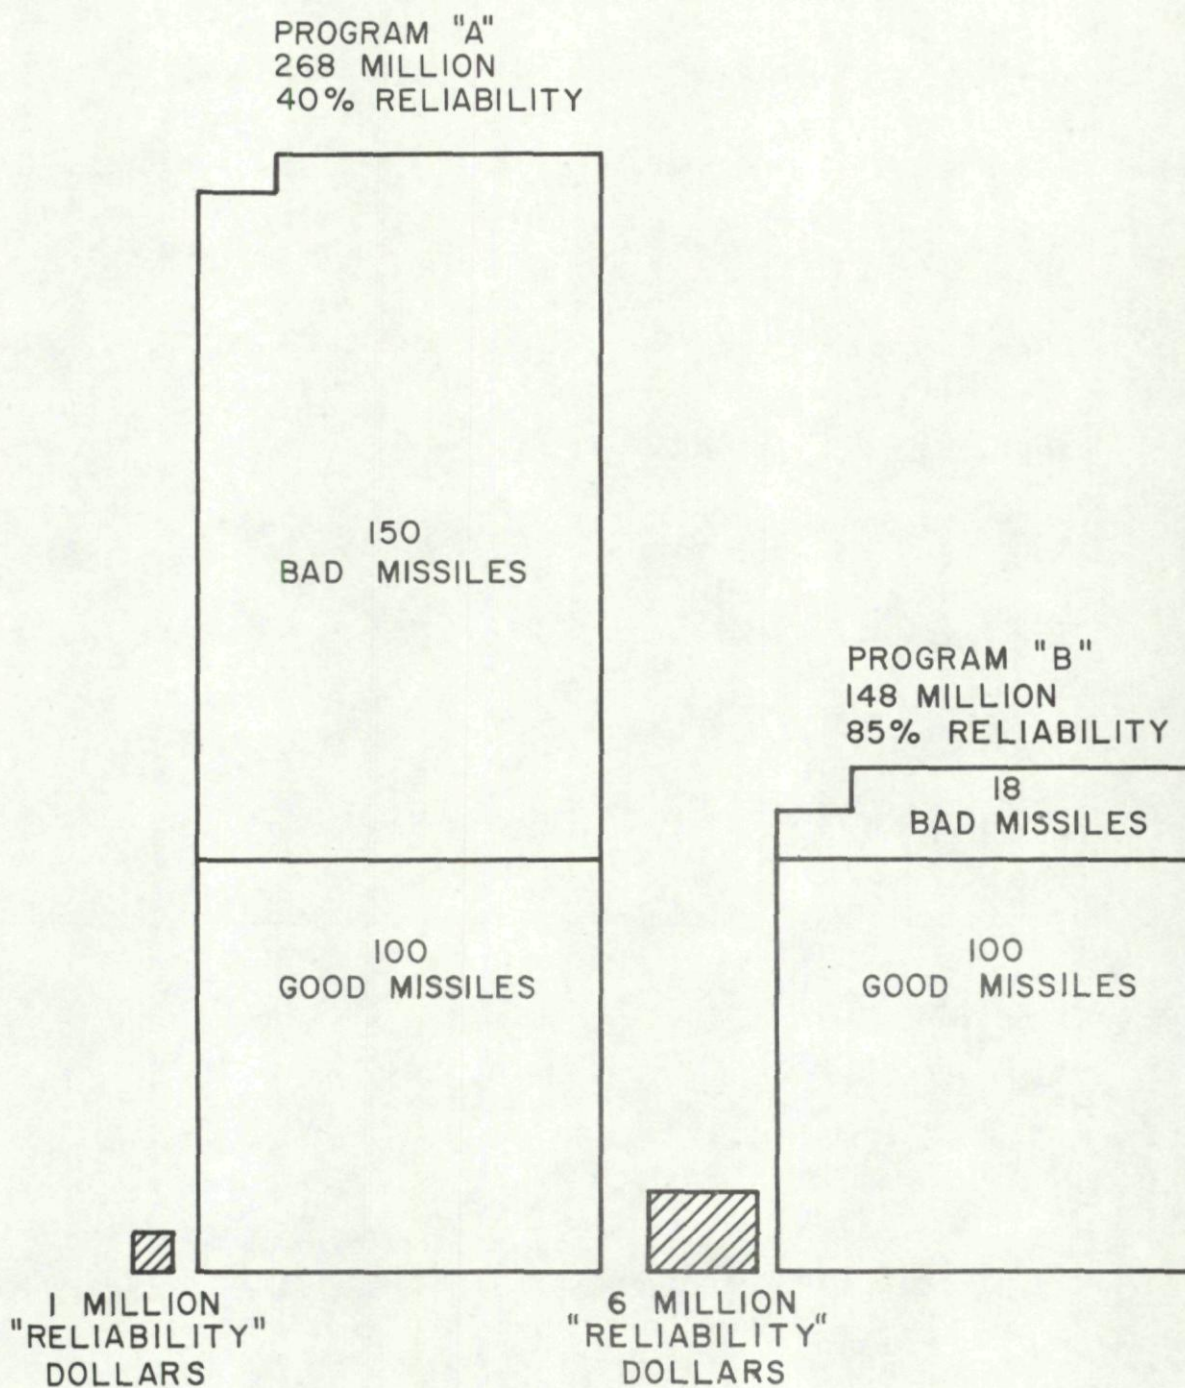 PROGRAM "A"
268 MILLION
40% RELIABILITY
150
BAD MISSILES
100
GOOD MISSILES
1 MILLION
"RELIABILITY"
DOLLARS
PROGRAM "B"
148 MILLION
85% RELIABILITY
18
BAD MISSILES
100
GOOD MISSILES
6 MILLION
"RELIABILITY"
DOLLARS